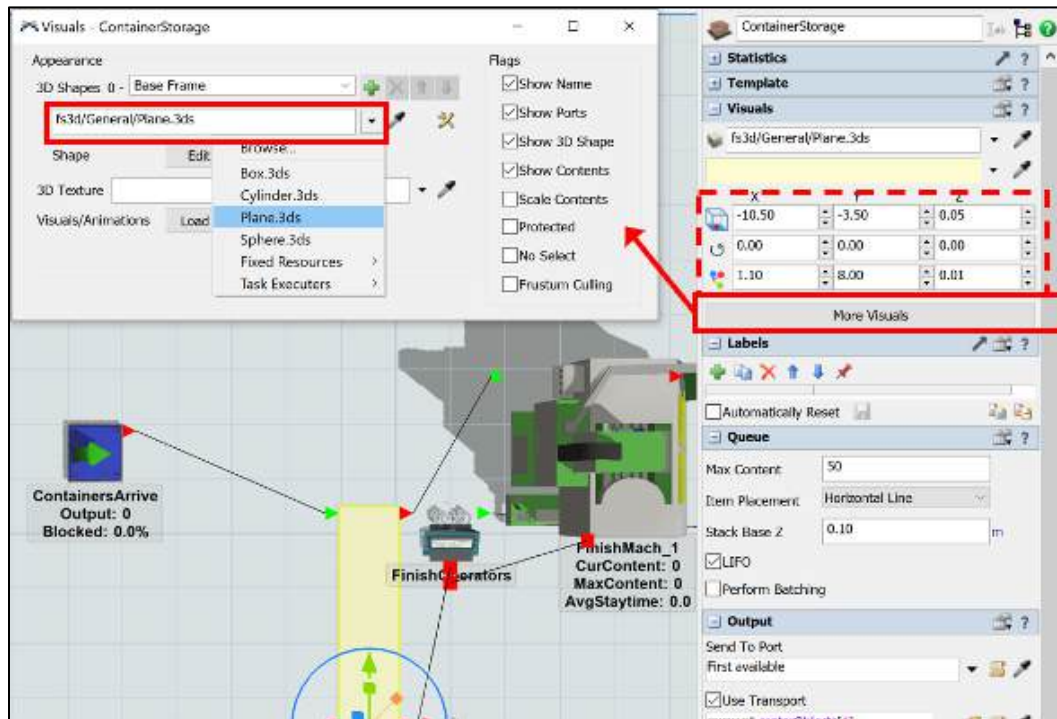 Visuals - ContainerStorage
Appearance
3D Shapes 0 - Base Frame
fs3d/General/Plane.3ds
Shape Edit
Browse...
Box.3ds
Cylinder.3ds
Plane.3ds
Sphere.3ds
Fixed Resources
Task Executers
3D Texture
Visuals/Animations Load
Flags
Show Name
Show Ports
Show 3D Shape
Show Contents
Scale Contents
Protected
No Select
Frustum Culling
ContainerStorage
Statistics
Template
Visuals
fs3d/General/Plane.3ds
X Y Z
-10.50 -3.50 0.05
0.00 0.00 0.00
1.10 8.00 0.01
More Visuals
Labels
Automatically Reset
Queue
Max Content 50
Item Placement Horizontal Line
Stack Base Z 0.10 m
LIFO
Perform Batching
Output
Send To Port
First available
Use Transport
ContainersArrive
Output: 0
Blocked: 0.0%
FinishMach_1
CurContent: 0
MaxContent: 0
AvgStaytime: 0.0